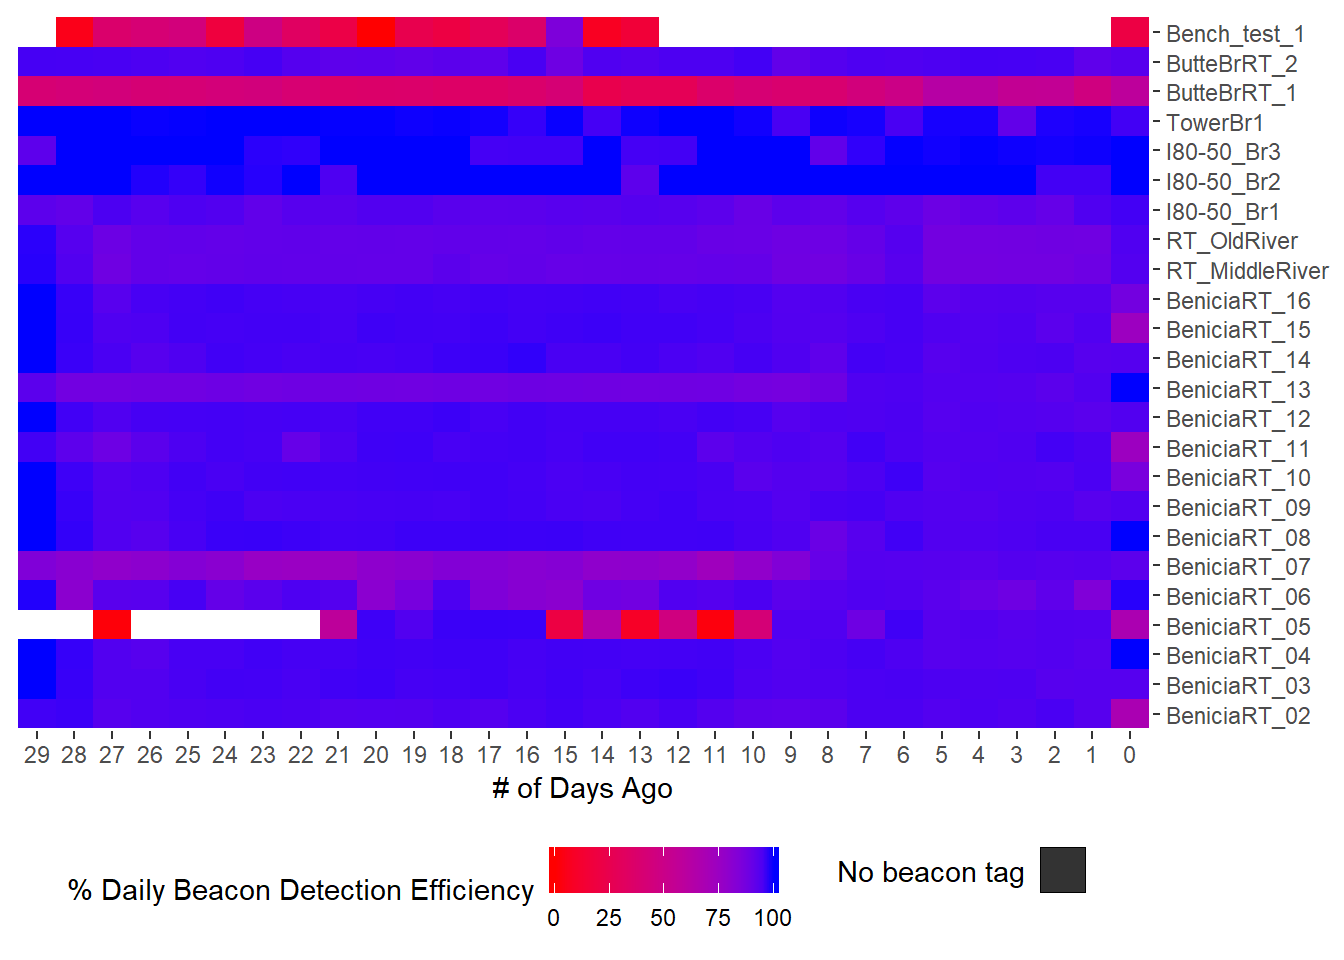 Bench_test_1
ButteBrRT_2
ButteBrRT_1
TowerBr1
I80-50_Br3
I80-50_Br2
I80-50_Br1
RT_OldRiver
RT_MiddleRiver
BeniciaRT_16
BeniciaRT_15
BeniciaRT_14
BeniciaRT_13
BeniciaRT_12
BeniciaRT_11
BeniciaRT_10
BeniciaRT_09
BeniciaRT_08
BeniciaRT_07
BeniciaRT_06
BeniciaRT_05
BeniciaRT_04
BeniciaRT_03
BeniciaRT_02
29 28 27 26 25 24 23 22 21 20 19 18 17 16 15 14 13 12 11 10 9 8 7 6 5 4 3 2 1 0
# of Days Ago
% Daily Beacon Detection Efficiency
0 25 50 75 100
No beacon tag